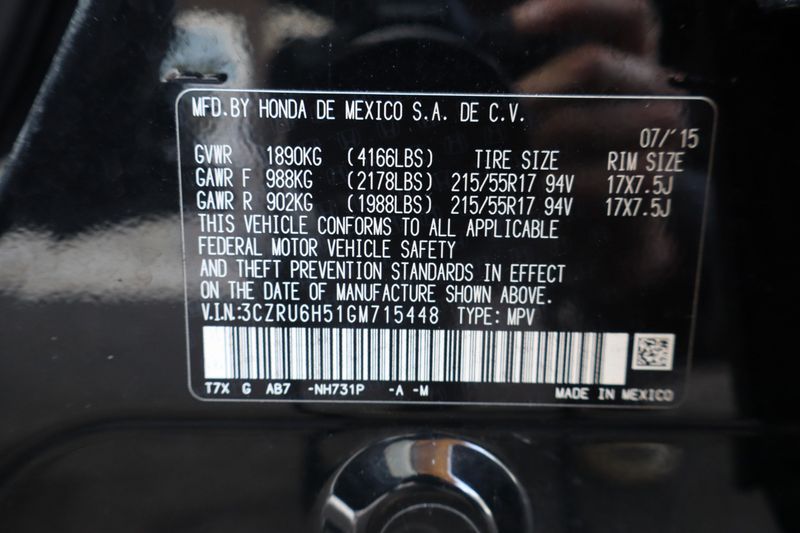 MFD.BY HONDA DE MEXICO S.A. DE C.V.
07/'15
GVWR 1890KG (4166LBS) TIRE SIZE RIM SIZE
GAWR F 988KG (2178LBS) 215/55R17 94V 17X7.5J
GAWR R 902KG (1988LBS) 215/55R17 94V 17X7.5J
THIS VEHICLE CONFORMS TO ALL APPLICABLE
FEDERAL MOTOR VEHICLE SAFETY
AND THEFT PREVENTION STANDARDS IN EFFECT
ON THE DATE OF MANUFACTURE SHOWN ABOVE.
V.I.N:3CZRU6H51GM715448 TYPE: MPV
T7X G AB7 -NH731P -A -M MADE IN MEXICO